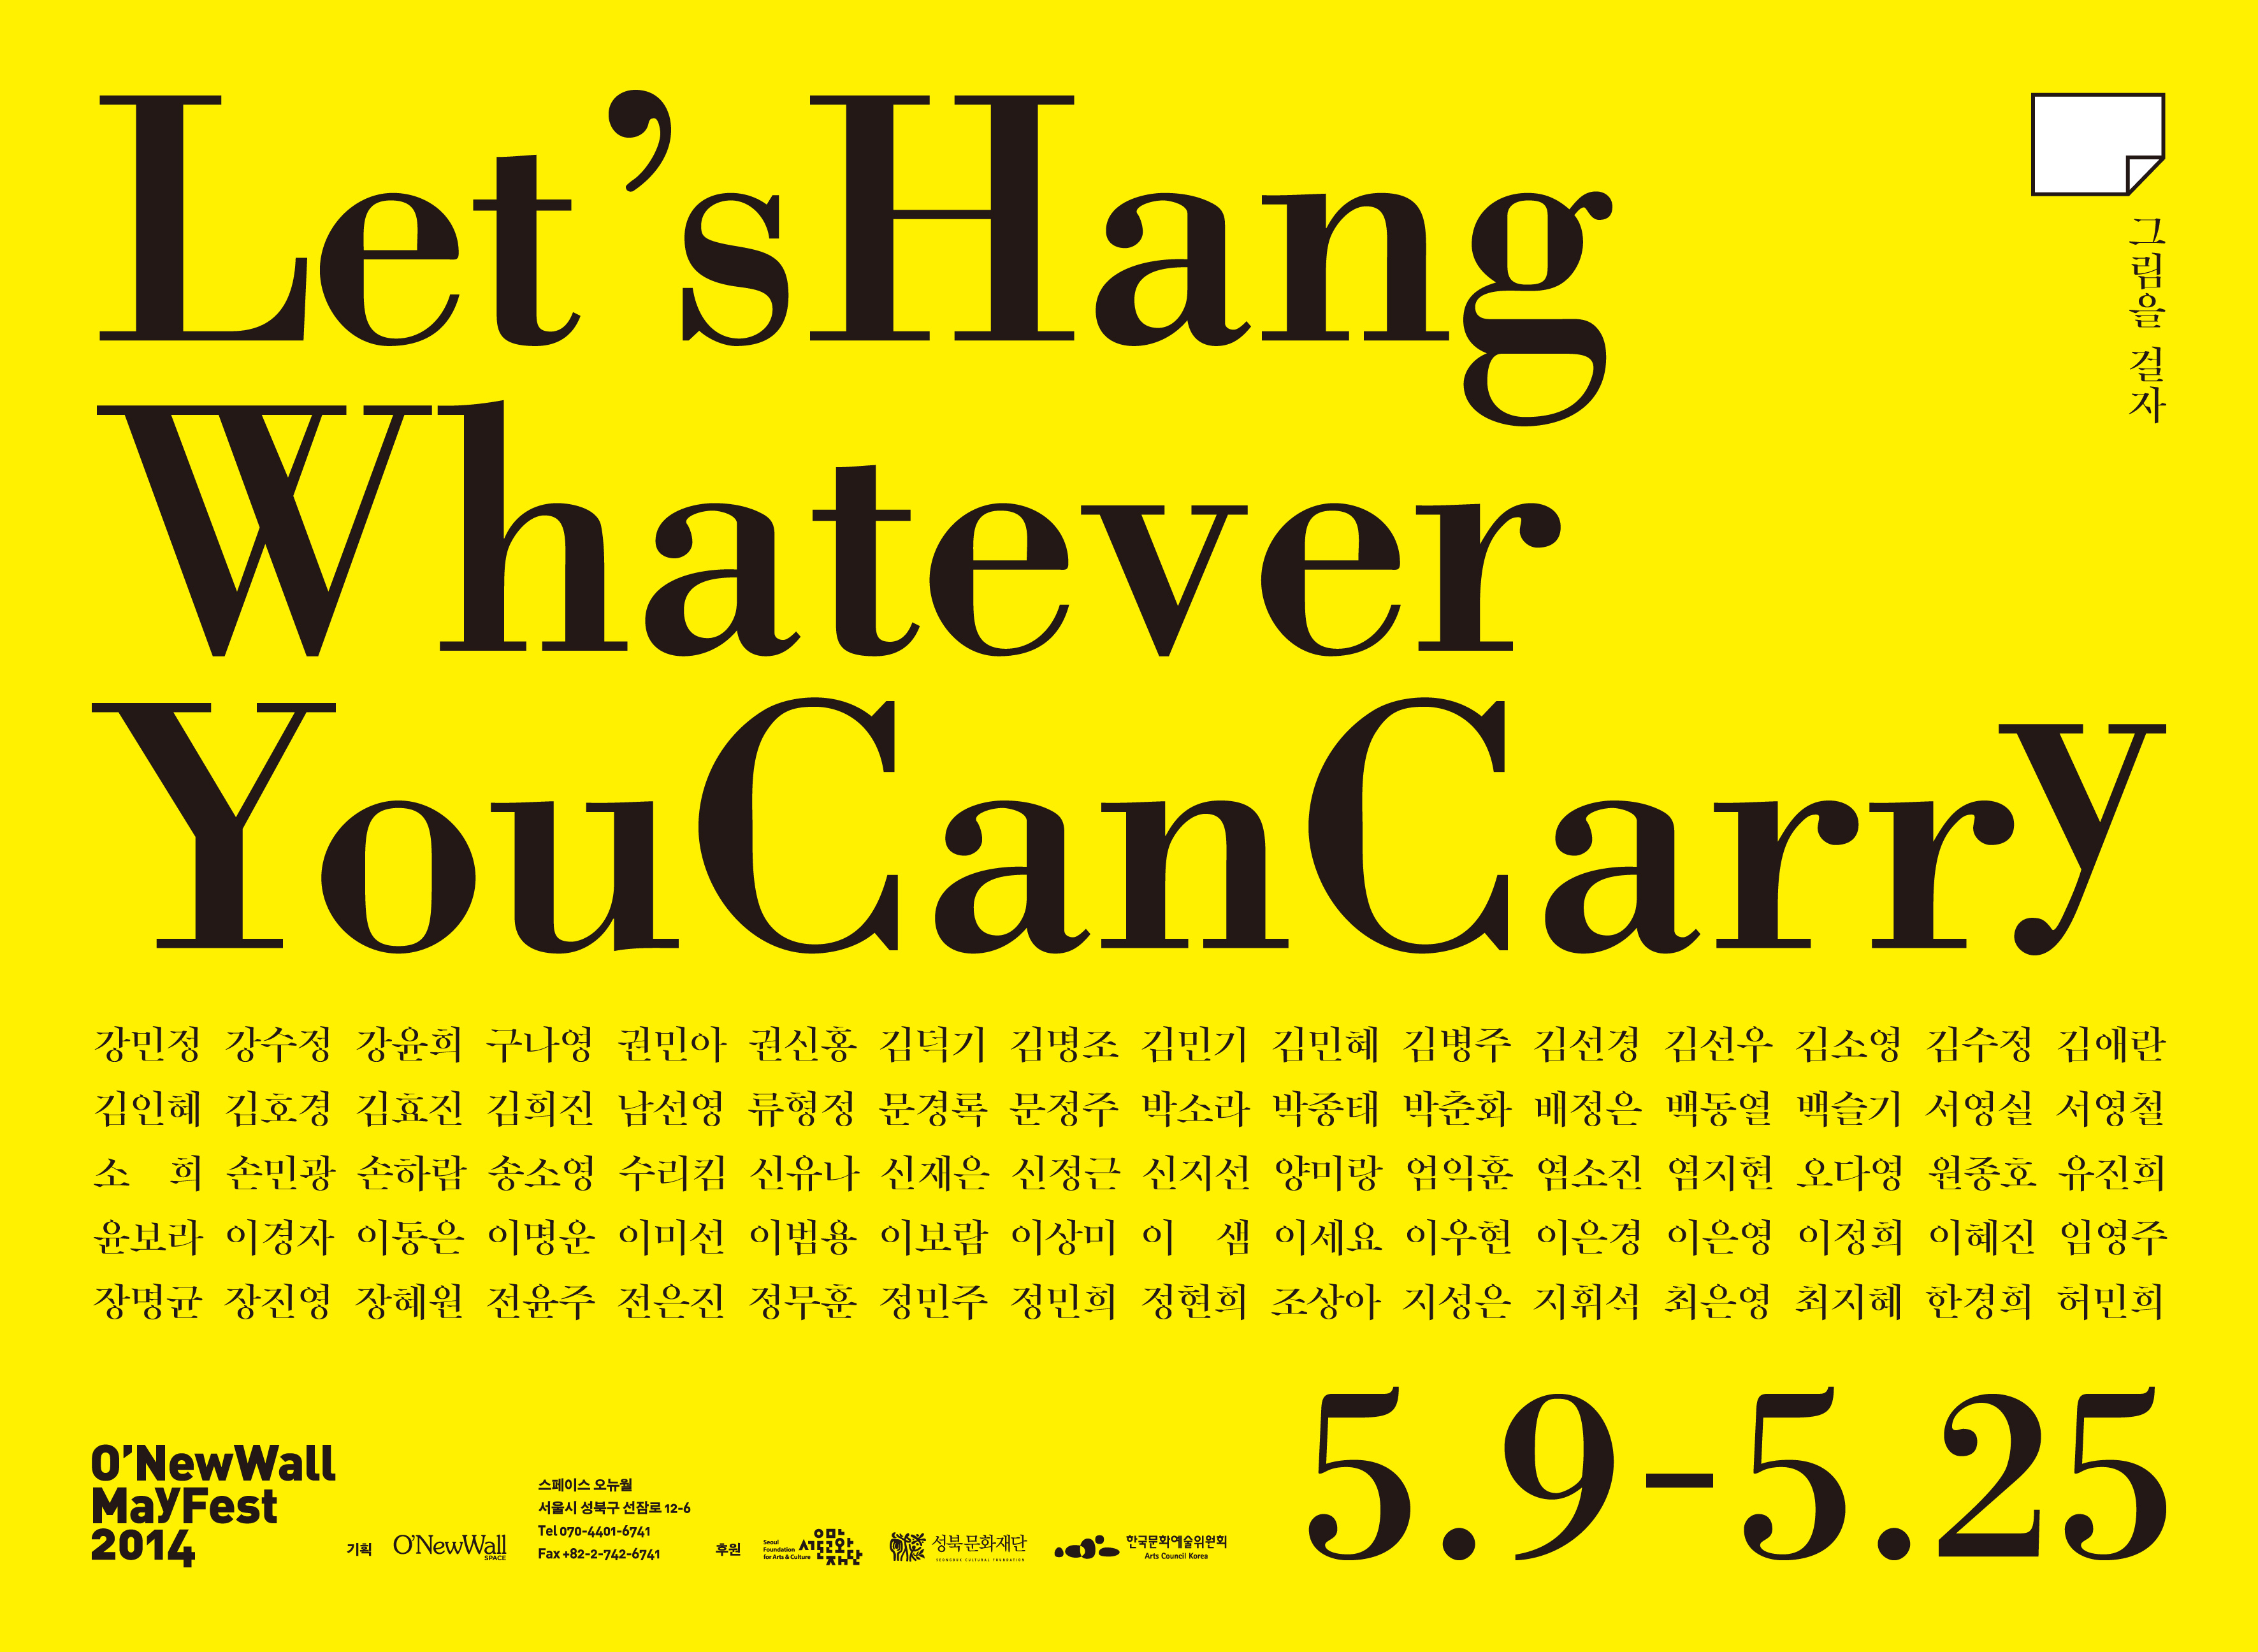 Let’sHang
Whatever
YouCanCarry
그림을 걸자
강민정 강수정 강윤희 구나영 권민아 권신홍 김덕기 김명조 김민기 김민혜 김병주 김선경 김선우 김소영 김수정 김애란
김인혜 김호경 김효진 김희진 남선영 류형정 문경록 문정주 박소라 박종태 박춘화 배정은 백동열 백슬기 서영실 서영철
소 희 손민광 손하람 송소영 수리킴 신유나 신재은 신정근 신지선 양미랑 엄익훈 염소진 염지현 오다영 원종호 유진희
윤보라 이경자 이동은 이명운 이미선 이범용 이보람 이상미 이 샘 이세요 이우현 이은경 이은영 이정희 이혜진 임영주
장명균 장진영 장혜원 전윤주 전은진 정무훈 정민주 정민희 정현희 조상아 지성은 지휘석 최은영 최지혜 한경희 허민희
O’NewWall
MayFest
2014
기획
O’NewWall
SPACE
스페이스 오뉴월
서울시 성북구 선잠로 12-6
Tel 070-4401-6741
Fax +82-2-742-6741
후원
Seoul
Foundation
for Arts & Culture
서울문화재단
성북문화재단
SEONGBUK CULTURAL FOUNDATION
한국문화예술위원회
Arts Council Korea
5.9-5.25